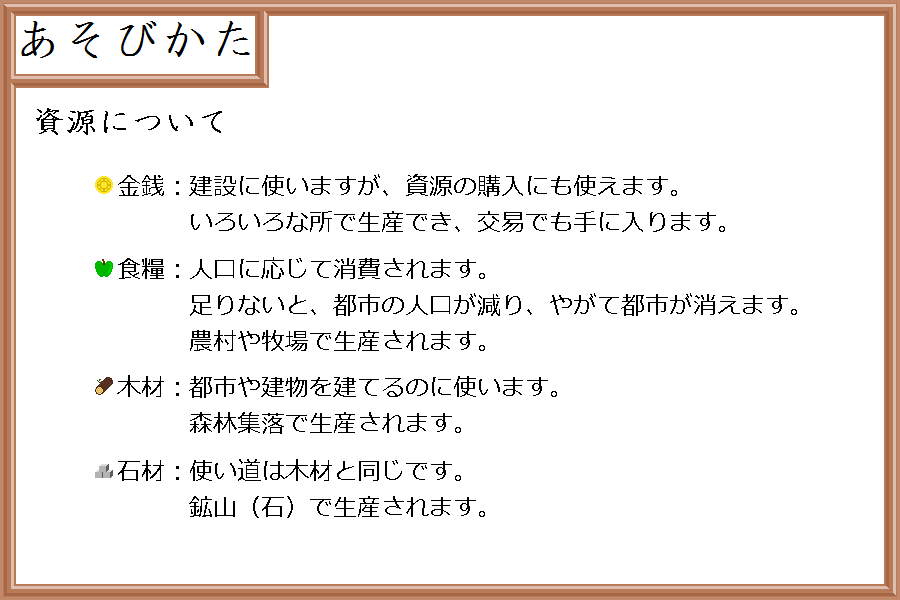 あそびかた
資源について
金銭：建設に使いますが、資源の購入にも使えます。
いろいろな所で生産でき、交易でも手に入ります。
食糧：人口に応じて消費されます。
足りないと、都市の人口が減り、やがて都市が消えます。
農村や牧場で生産されます。
木材：都市や建物を建てるのに使います。
森林集落で生産されます。
石材：使い道は木材と同じです。
鉱山（石）で生産されます。